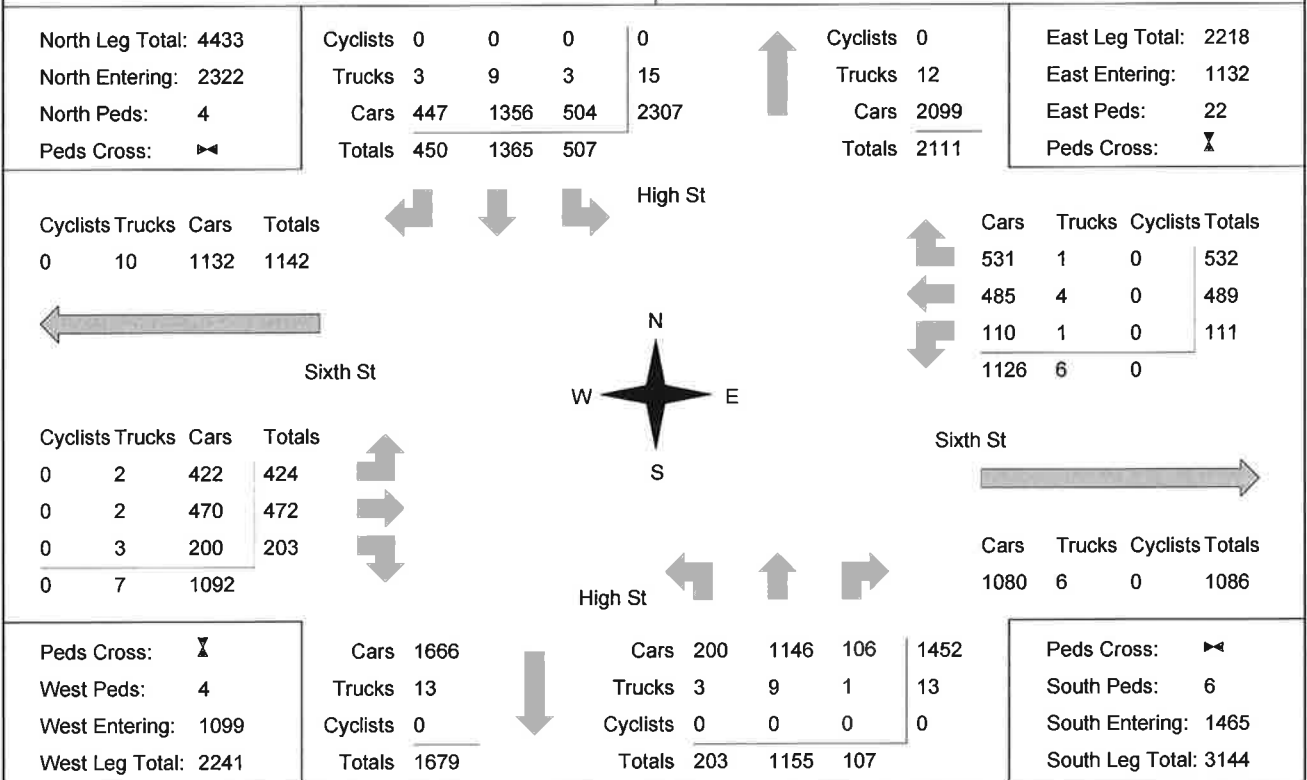 North Leg Total: 4433
North Entering: 2322
North Peds: 4
Peds Cross:
Cyclists 0 0 0 0
Trucks 3 9 3 15
Cars 447 1356 504 2307
Totals 450 1365 507
Cyclists 0
Trucks 12
Cars 2099
Totals 2111
East Leg Total: 2218
East Entering: 1132
East Peds: 22
Peds Cross:
High St
Cyclists Trucks Cars Totals
0 10 1132 1142
Cars Trucks Cyclists Totals
531 1 0 532
485 4 0 489
110 1 0 111
1126 6 0
Sixth St
N
W E
S
Cyclists Trucks Cars Totals
0 2 422 424
0 2 470 472
0 3 200 203
0 7 1092
Sixth St
Cars Trucks Cyclists Totals
1080 6 0 1086
High St
Peds Cross:
West Peds: 4
West Entering: 1099
West Leg Total: 2241
Cars 1666
Trucks 13
Cyclists 0
Totals 1679
Cars 200 1146 106 1452
Trucks 3 9 1 13
Cyclists 0 0 0 0
Totals 203 1155 107
Peds Cross:
South Peds: 6
South Entering: 1465
South Leg Total: 3144